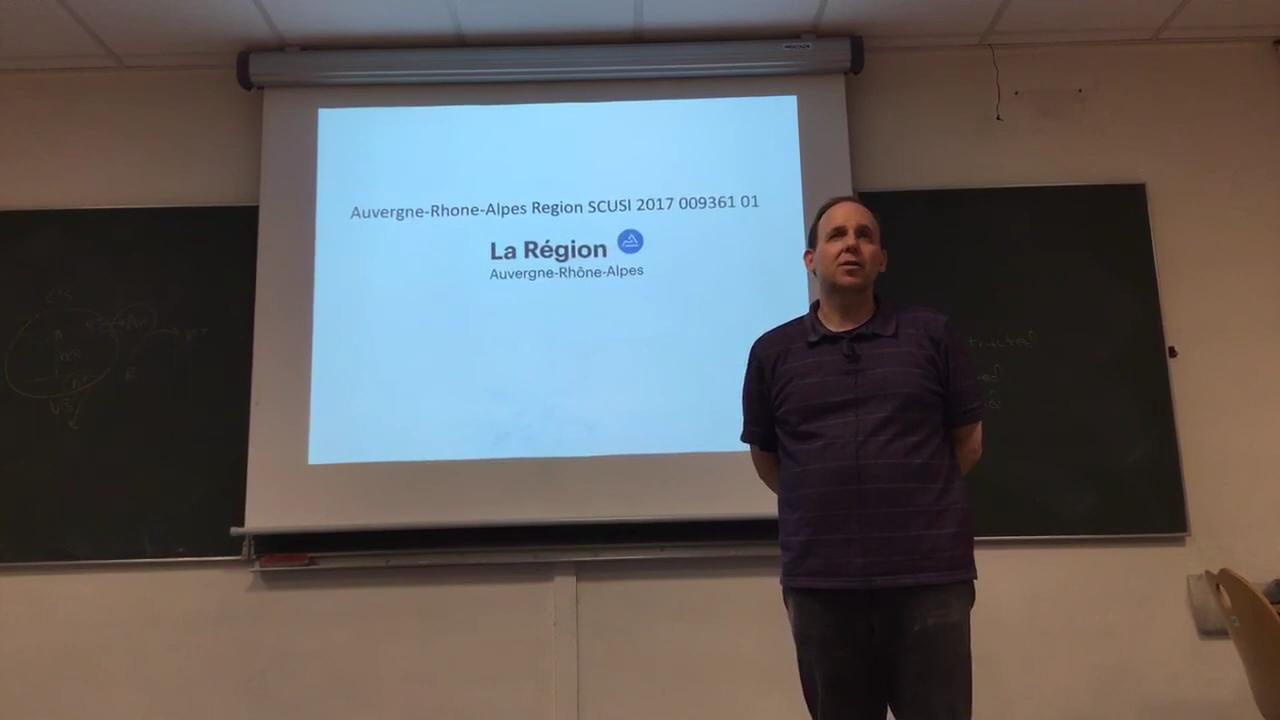 Auvergne-Rhone-Alpes Region SCUSI 2017 009361 01
La Région
Auvergne-Rhône-Alpes